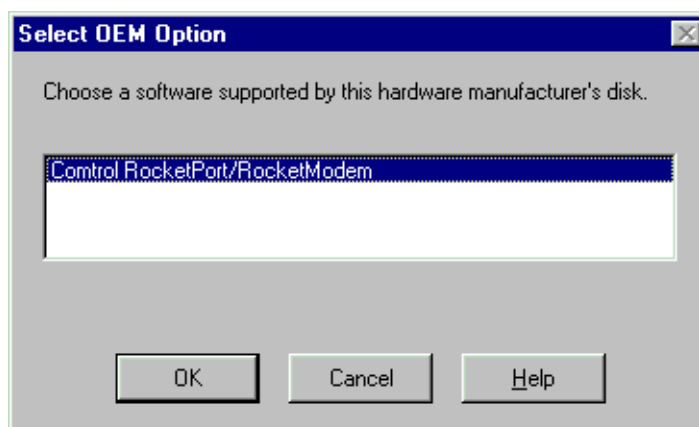 Select OEM Option
Choose a software supported by this hardware manufacturer's disk.
Comtrol RocketPort/RocketModem
OK
Cancel
Help